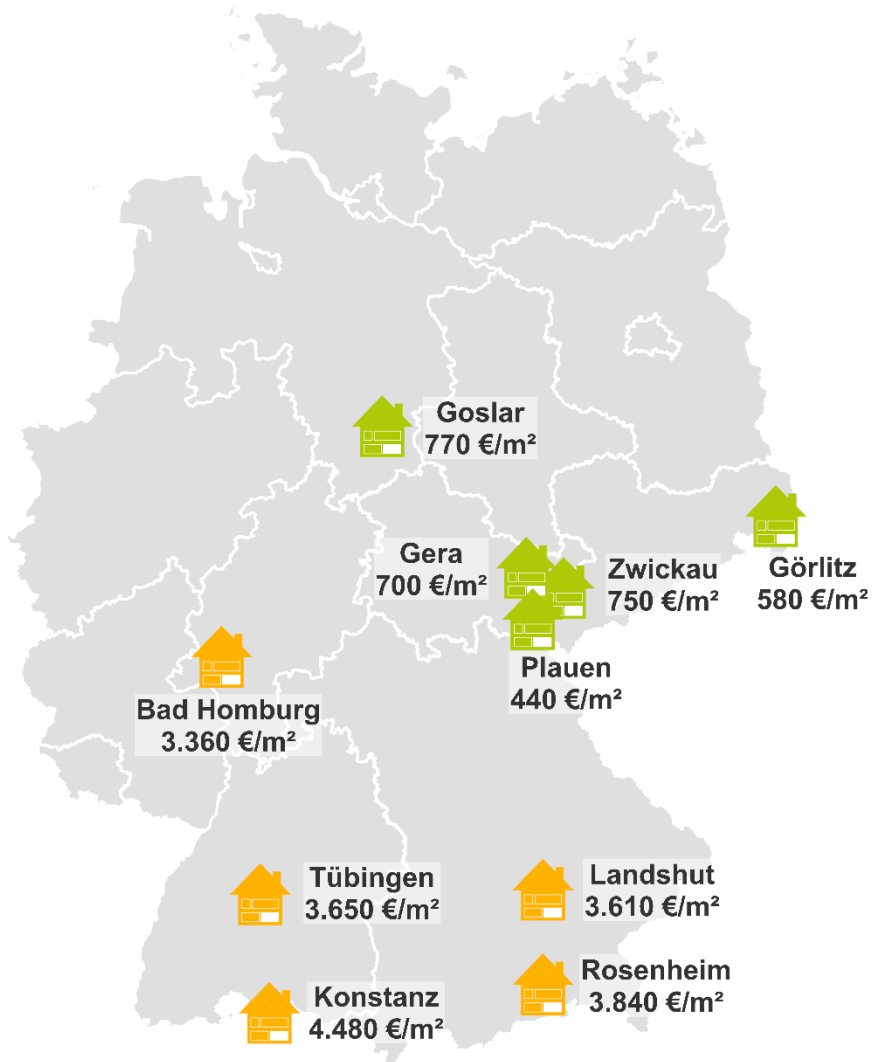 Goslar
770 €/m²
Gera
700 €/m²
Zwickau
750 €/m²
Görlitz
580 €/m²
Plauen
440 €/m²
Bad Homburg
3.360 €/m²
Tübingen
3.650 €/m²
Landshut
3.610 €/m²
Konstanz
4.480 €/m²
Rosenheim
3.840 €/m²